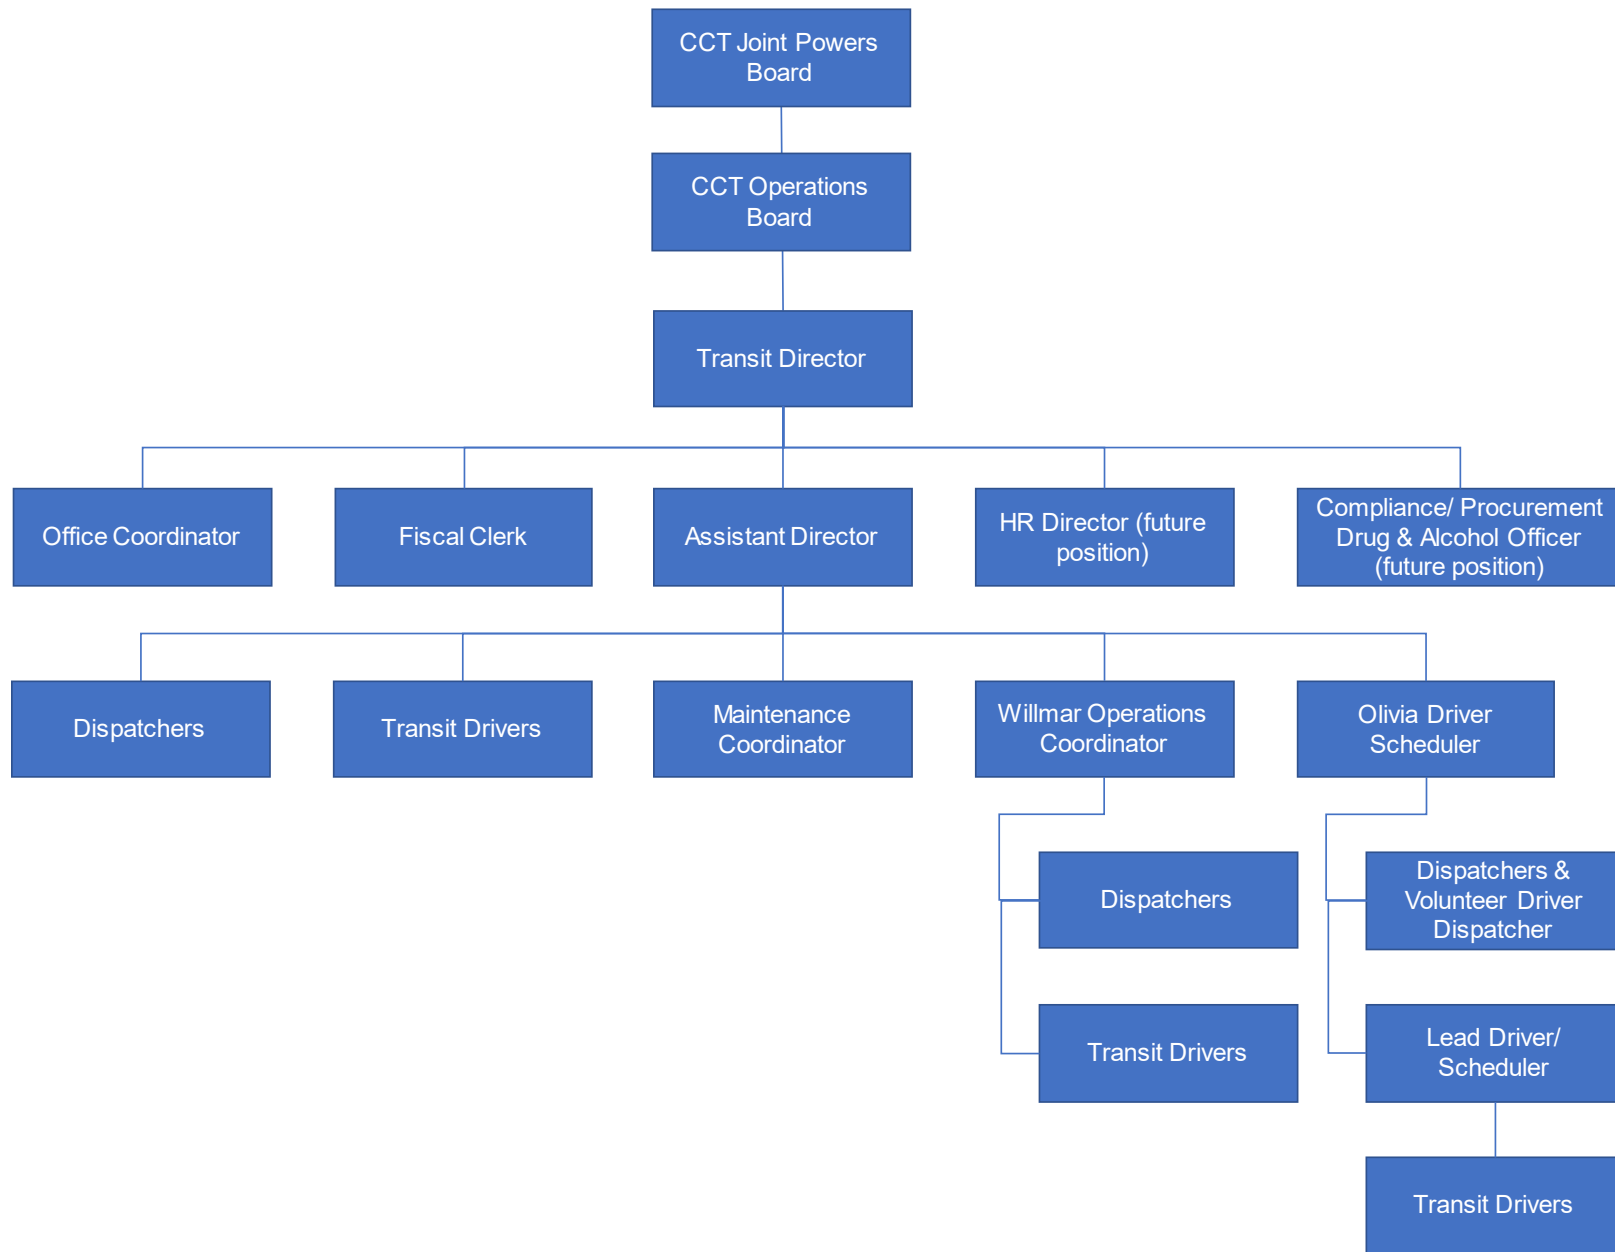 CCT Joint Powers
Board
CCT Operations
Board
Transit Director
Office Coordinator
Fiscal Clerk
Assistant Director
HR Director (future
position)
Compliance/ Procurement
Drug & Alcohol Officer
(future position)
Dispatchers
Transit Drivers
Maintenance
Coordinator
Willmar Operations
Coordinator
Olivia Driver
Scheduler
Dispatchers
Dispatchers &
Volunteer Driver
Dispatcher
Transit Drivers
Lead Driver/
Scheduler
Transit Drivers